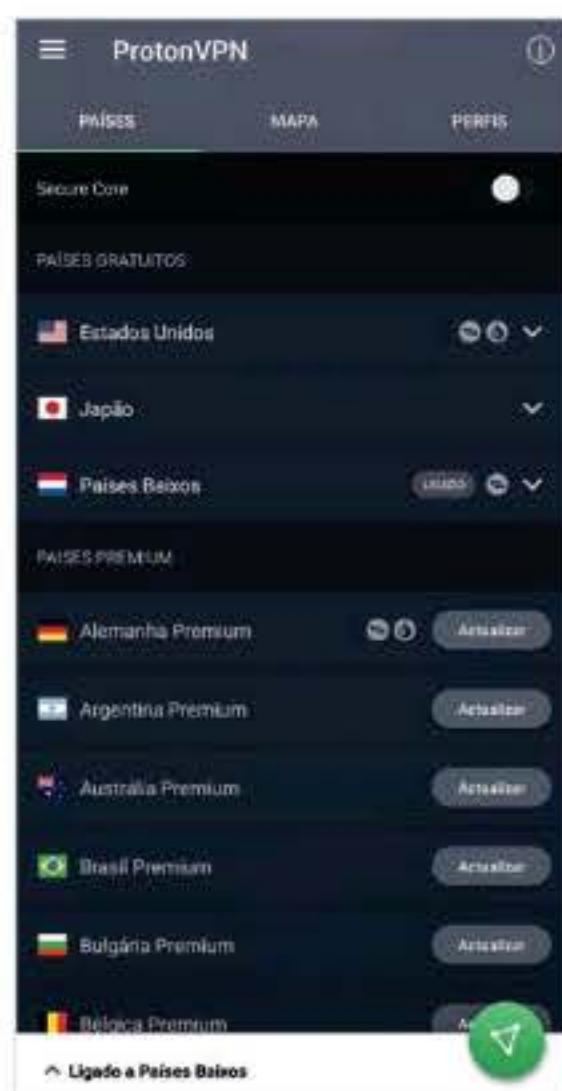 ProtonVPN
PAÍSES MAPA PERFIS
Secure Core
PAÍSES GRATUITOS
Estados Unidos
Japão
Países Baixos LIGADO
PAÍSES PREMIUM
Alemanha Premium Actualizar
Argentina Premium Actualizar
Austrália Premium Actualizar
Brasil Premium Actualizar
Bulgária Premium Actualizar
Bélgica Premium
Ligado a Países Baixos